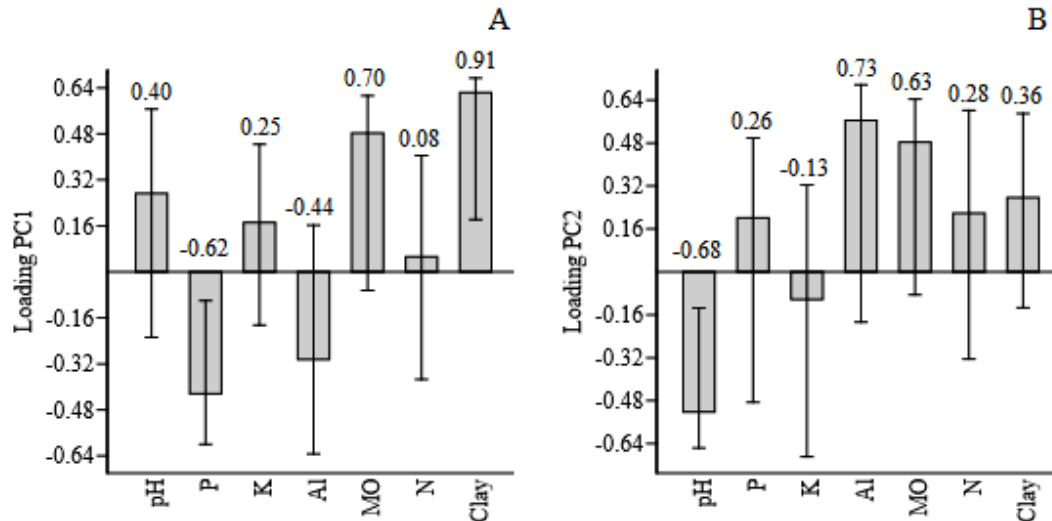 A
Loading PC1
0.64
0.48
0.32
0.16
-0.16
-0.32
-0.48
-0.64
0.40
-0.62
0.25
-0.44
0.70
0.08
0.91
pH
P
K
Al
MO
N
Clay
B
Loading PC2
0.64
0.48
0.32
0.16
-0.16
-0.32
-0.48
-0.64
-0.68
0.26
-0.13
0.73
0.63
0.28
0.36
pH
P
K
Al
MO
N
Clay